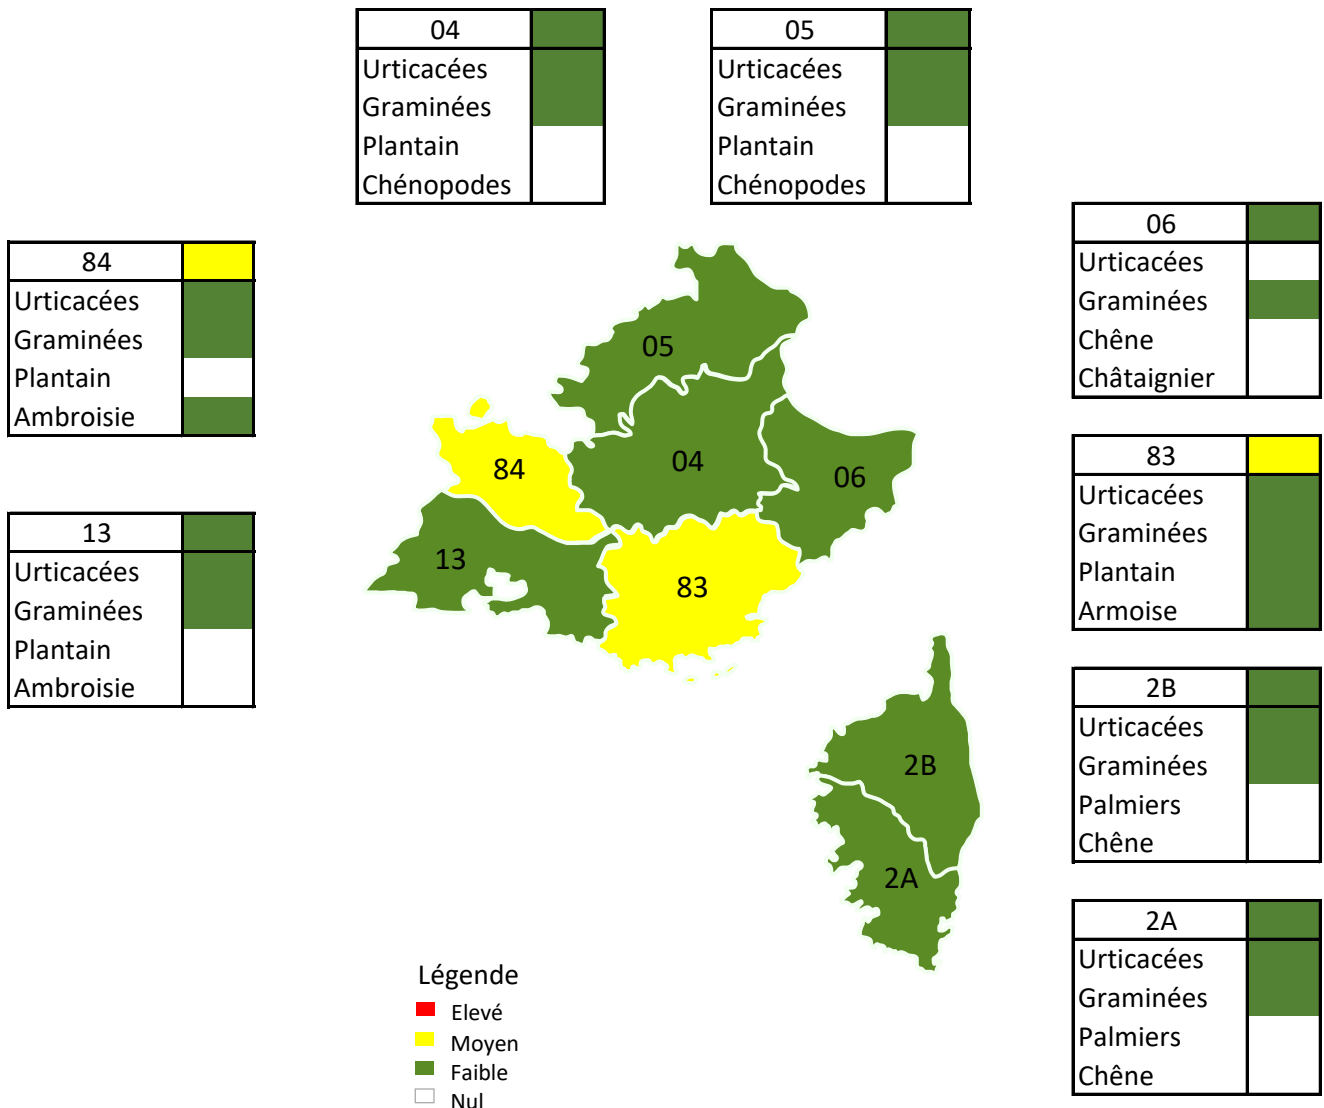 04
Urticacées
Graminées
Plantain
Chénopodes
05
Urticacées
Graminées
Plantain
Chénopodes
84
Urticacées
Graminées
Plantain
Ambroisie
13
Urticacées
Graminées
Plantain
Ambroisie
05
04
84
06
13
83
2B
2A
06
Urticacées
Graminées
Chêne
Châtaignier
83
Urticacées
Graminées
Plantain
Armoise
2B
Urticacées
Graminées
Palmiers
Chêne
2A
Urticacées
Graminées
Palmiers
Chêne
Légende
Elevé
Moyen
Faible
Nul